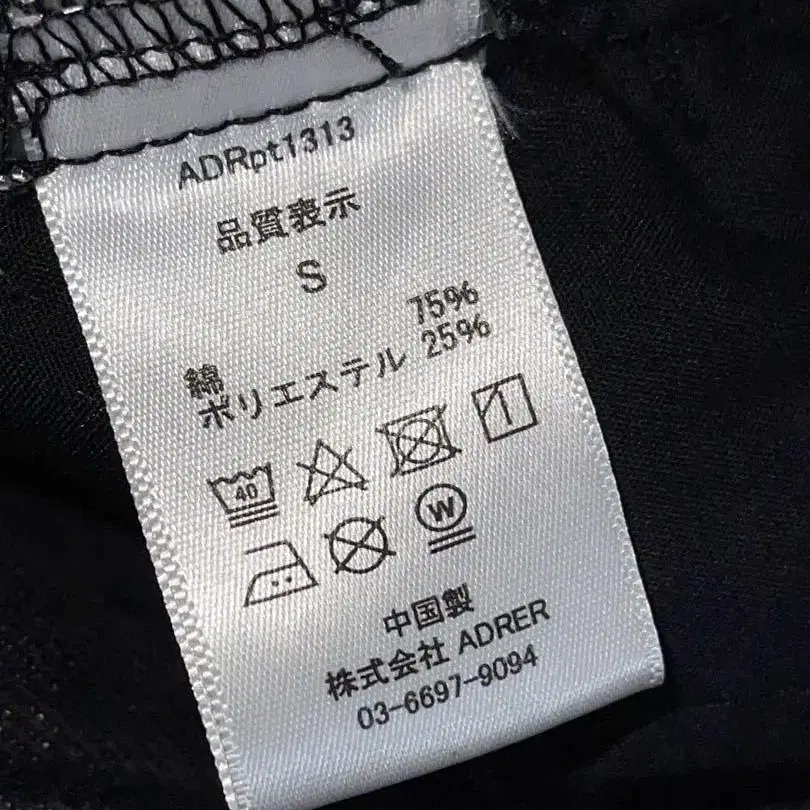 ADRpt1313
品質表示
S
綿 75%
ポリエステル 25%
40
W
中国製
株式会社 ADRER
03-6697-9094